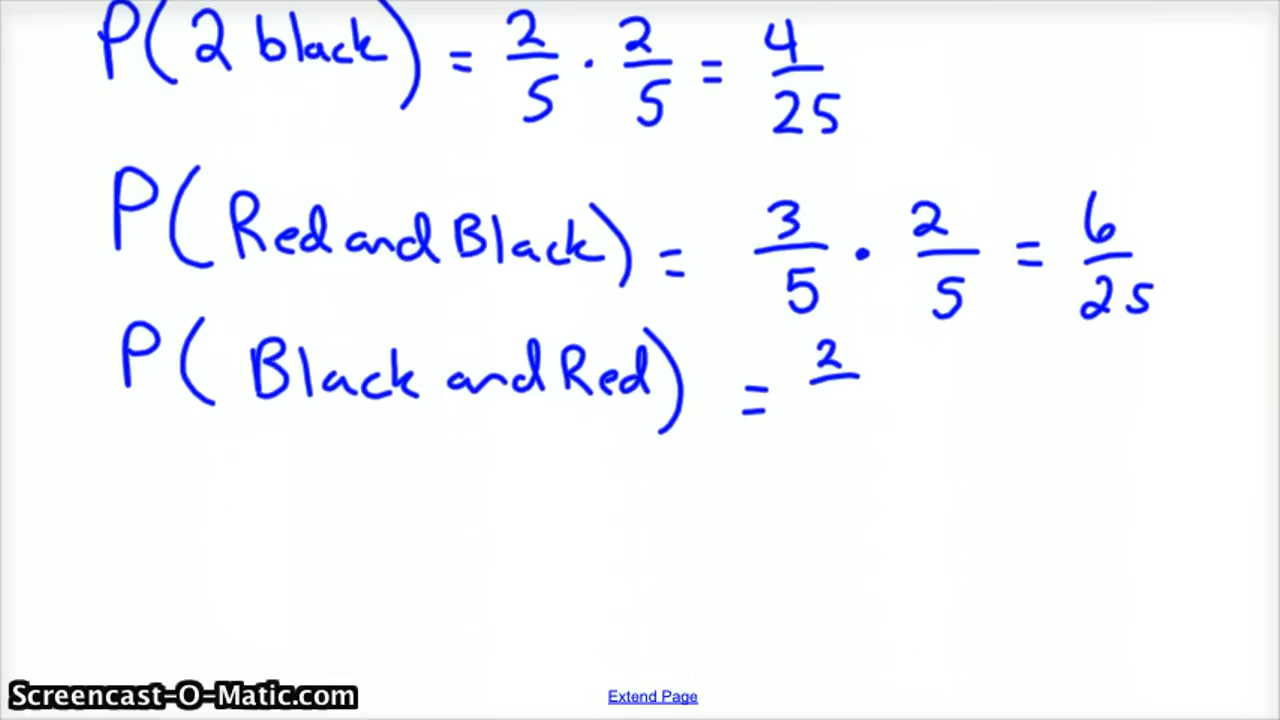 P(2 black) = 2/5 · 2/5 = 4/25
P(Red and Black) = 3/5 · 2/5 = 6/25
P(Black and Red) = 2/
Screencast-O-Matic.com
Extend Page